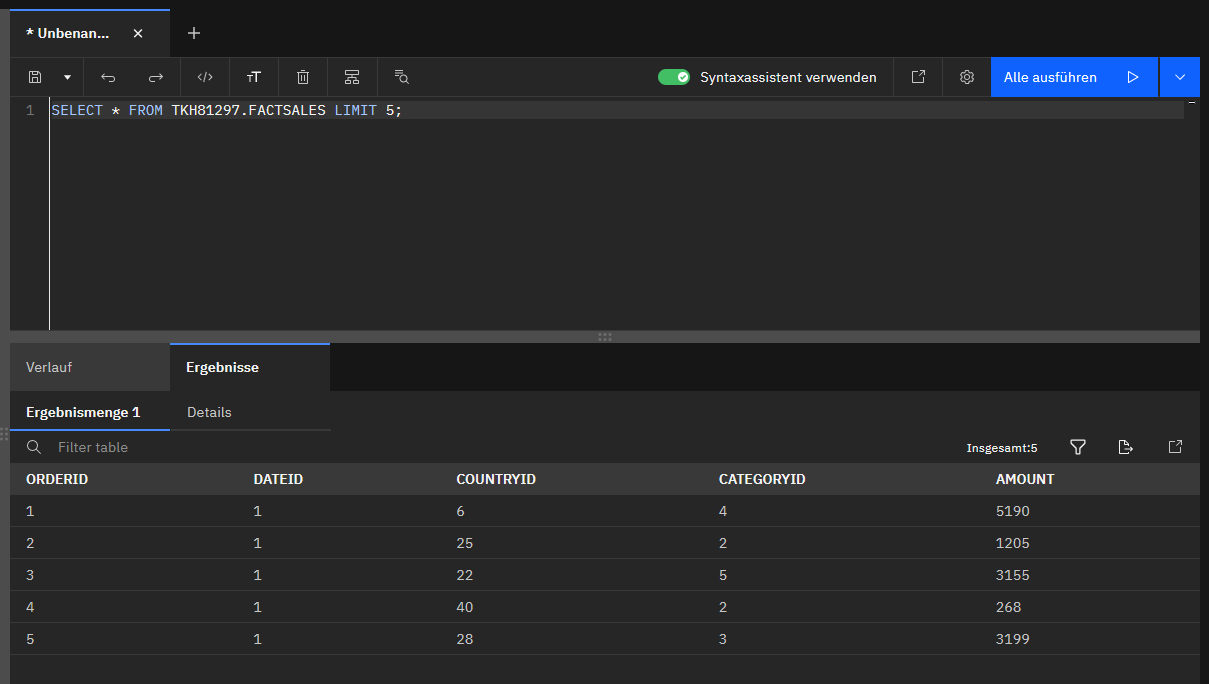 * Unbenan...
Syntaxassistent verwenden
Alle ausführen
1 SELECT * FROM TKH81297.FACTSALES LIMIT 5;
Verlauf Ergebnisse
Ergebnismenge 1 Details
Filter table Insgesamt:5
ORDERID DATEID COUNTRYID CATEGORYID AMOUNT
1 1 6 4 5190
2 1 25 2 1205
3 1 22 5 3155
4 1 40 2 268
5 1 28 3 3199